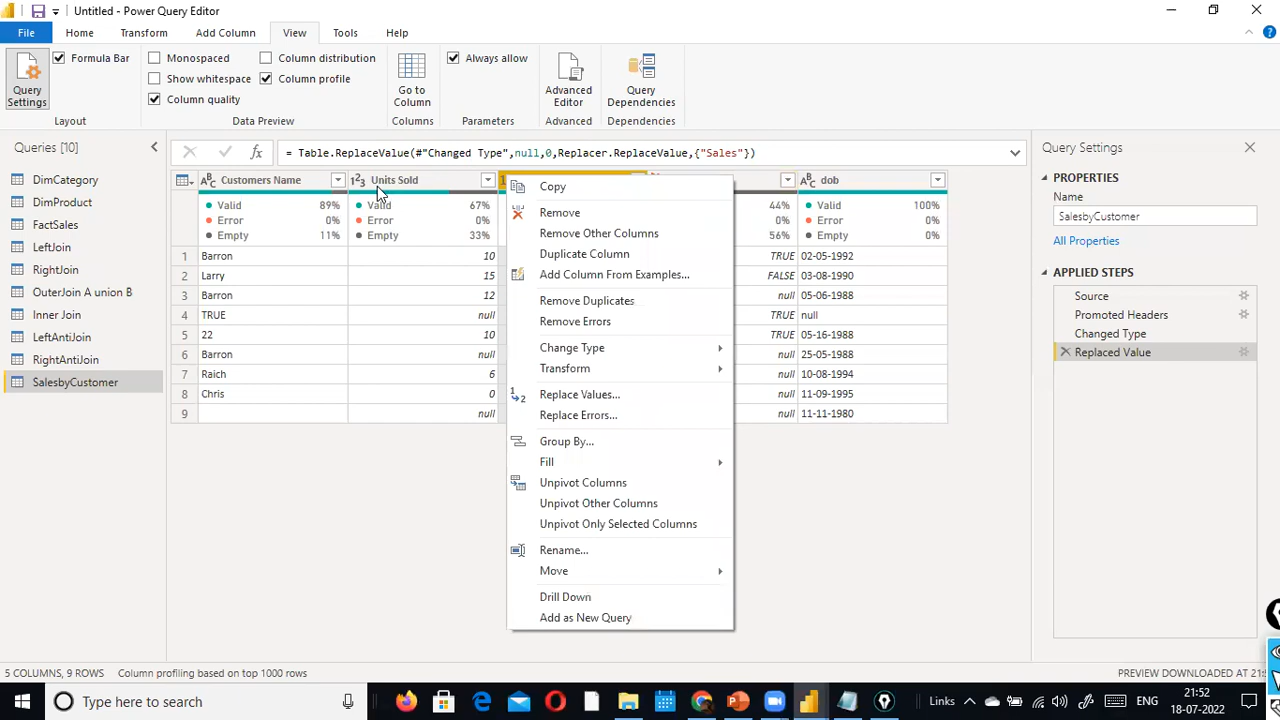 Untitled - Power Query Editor
File Home Transform Add Column View Tools Help
Query Settings
Formula Bar
Monospaced
Show whitespace
Column quality
Column distribution
Column profile
Go to Column
Always allow
Advanced Editor
Query Dependencies
Layout Data Preview Columns Parameters Advanced Dependencies
Queries [10]
DimCategory
DimProduct
FactSales
LeftJoin
RightJoin
OuterJoin A union B
Inner Join
LeftAntiJoin
RightAntiJoin
SalesbyCustomer
= Table.ReplaceValue(#"Changed Type",null,0,Replacer.ReplaceValue,{"Sales"})
Customers Name Units Sold dob
Valid 89% Valid 67% 44% Valid 100%
Error 0% Error 0% 0% Error 0%
Empty 11% Empty 33% 56% Empty 0%
1 Barron 10 TRUE 02-05-1992
2 Larry 15 FALSE 03-08-1990
3 Barron 12 null 05-06-1988
4 TRUE null TRUE null
5 22 10 TRUE 05-16-1988
6 Barron null null 25-05-1988
7 Raich 6 null 10-08-1994
8 Chris 0 null 11-09-1995
9 null null 11-11-1980
Copy
Remove
Remove Other Columns
Duplicate Column
Add Column From Examples...
Remove Duplicates
Remove Errors
Change Type
Transform
Replace Values...
Replace Errors...
Group By...
Fill
Unpivot Columns
Unpivot Other Columns
Unpivot Only Selected Columns
Rename...
Move
Drill Down
Add as New Query
Query Settings
PROPERTIES
Name
SalesbyCustomer
All Properties
APPLIED STEPS
Source
Promoted Headers
Changed Type
Replaced Value
5 COLUMNS, 9 ROWS Column profiling based on top 1000 rows
Type here to search
Links
ENG
21:52
18-07-2022